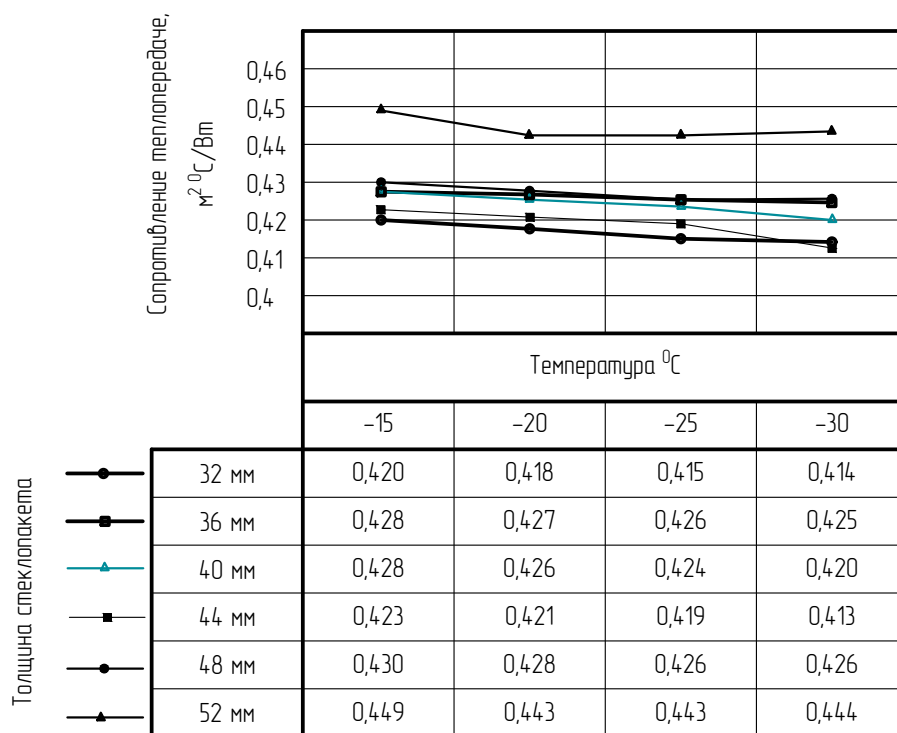 Сопротивление теплопередаче,
м² ⁰С/Вт
0,46
0,45
0,44
0,43
0,42
0,41
0,4
Температура ⁰С
-15 -20 -25 -30
Толщина стеклопакета
32 мм 0,420 0,418 0,415 0,414
36 мм 0,428 0,427 0,426 0,425
40 мм 0,428 0,426 0,424 0,420
44 мм 0,423 0,421 0,419 0,413
48 мм 0,430 0,428 0,426 0,426
52 мм 0,449 0,443 0,443 0,444